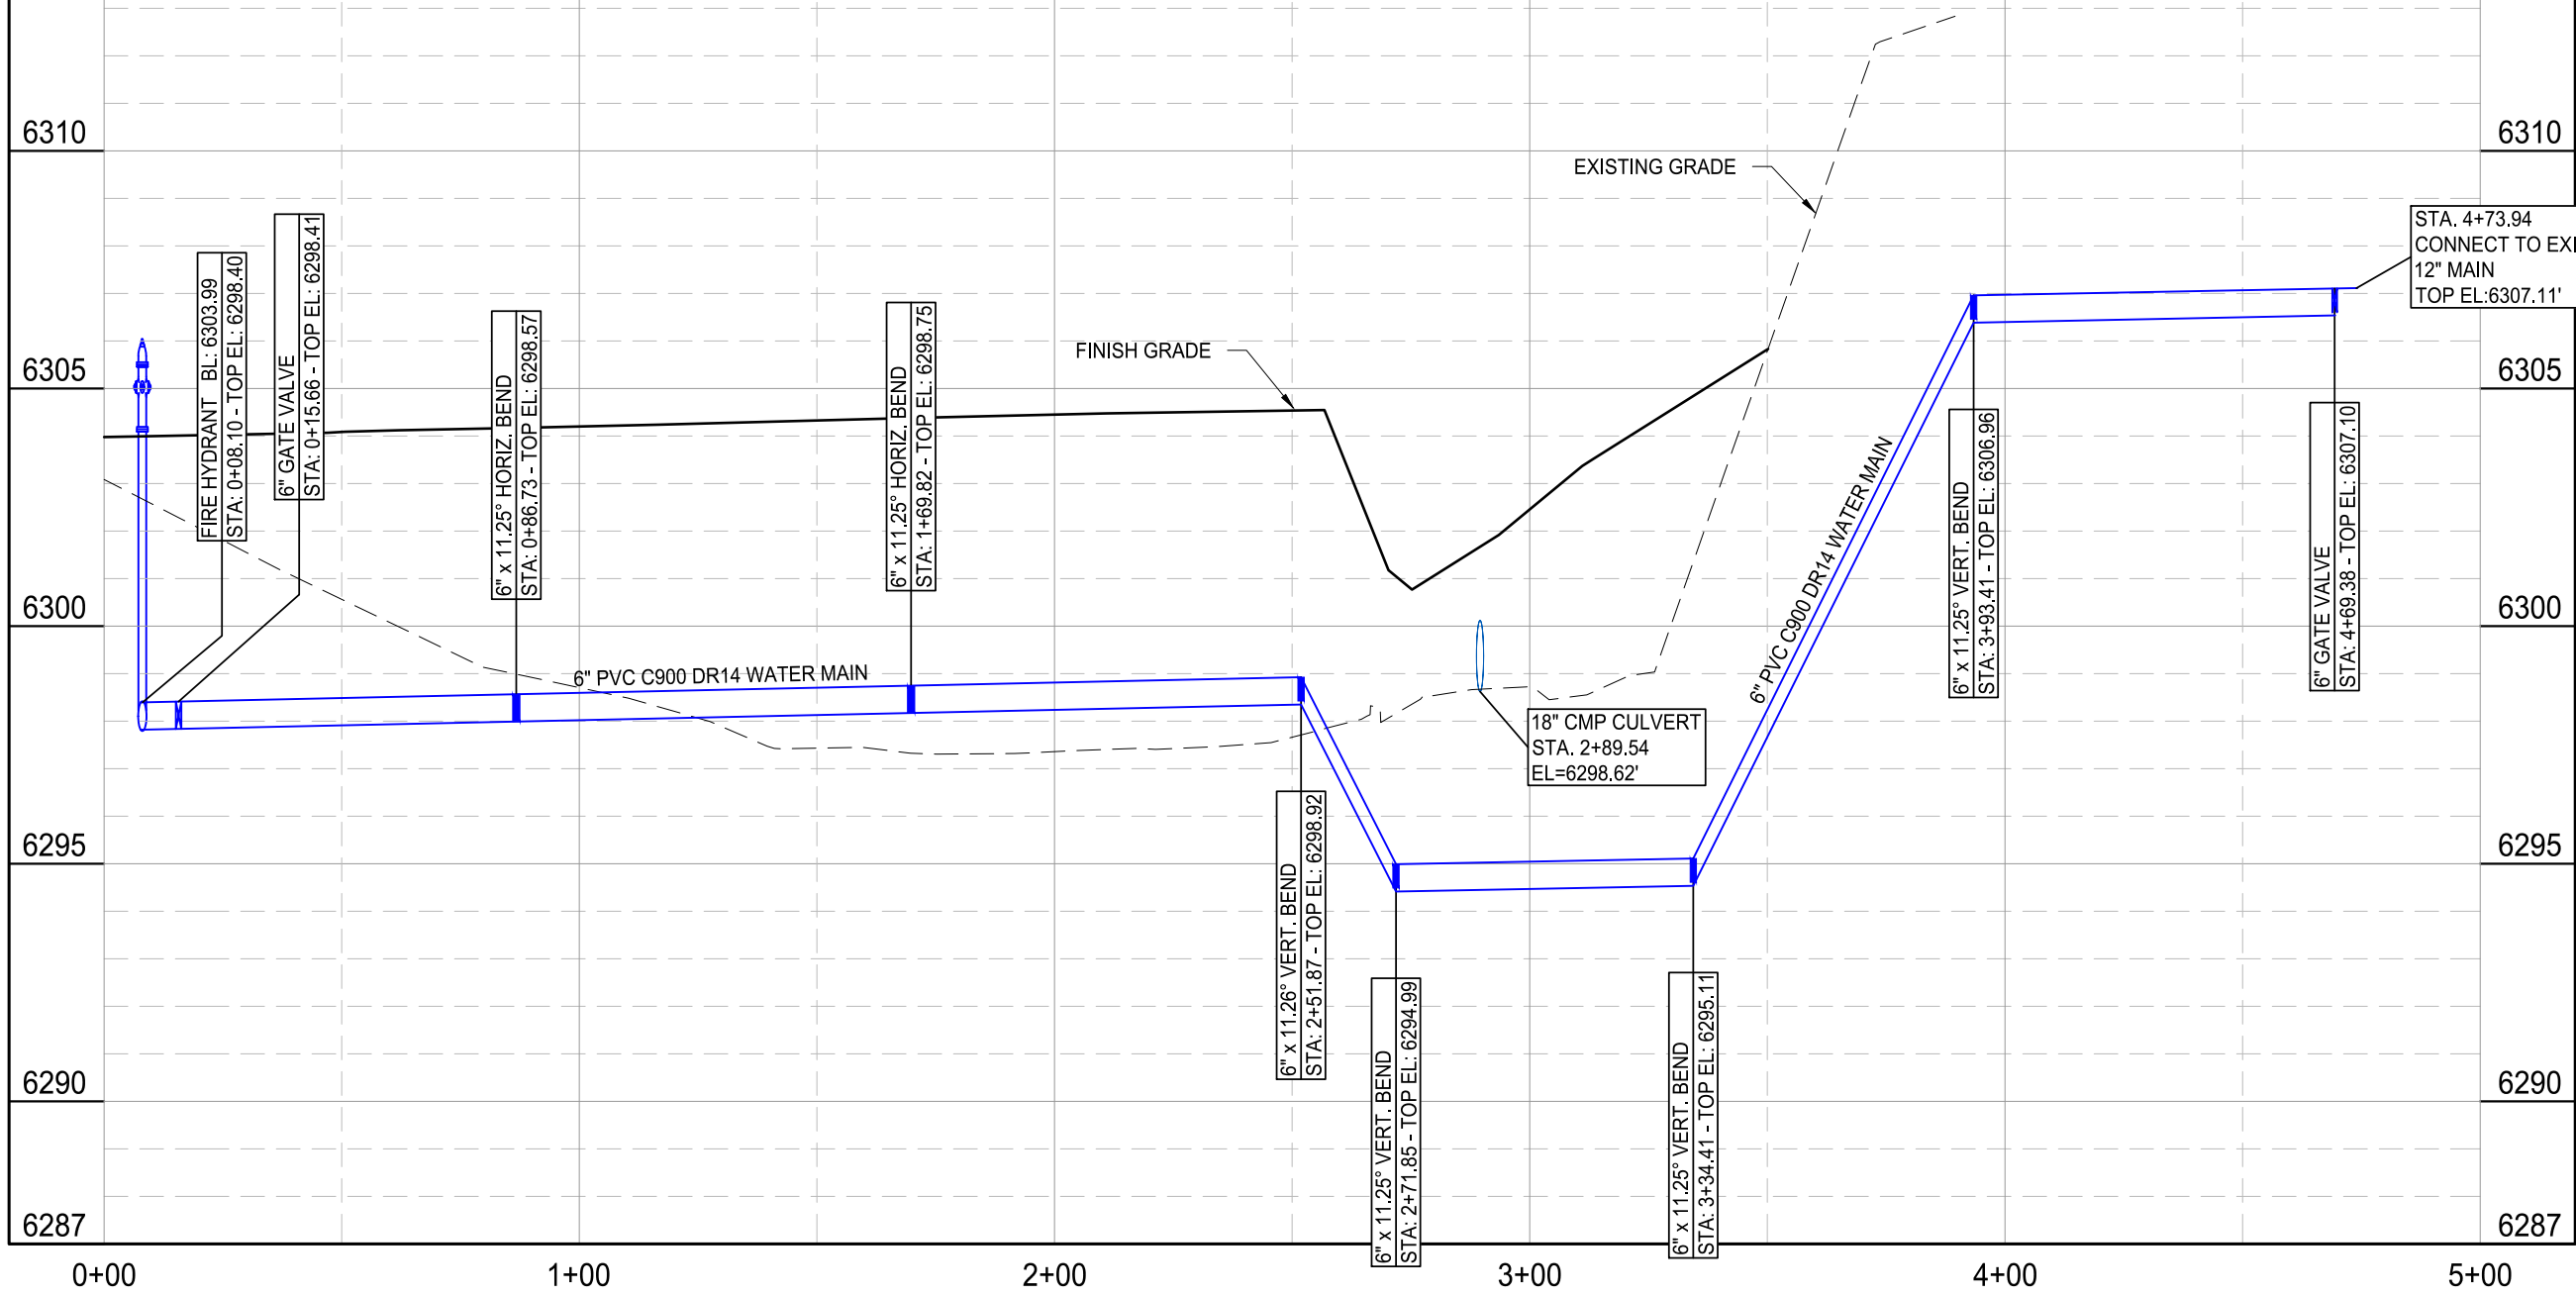 6310
6310
EXISTING GRADE
STA. 4+73.94
CONNECT TO EXI
12" MAIN
TOP EL:6307.11'
FIRE HYDRANT BL: 6303.99
STA: 0+08.10 - TOP EL: 6298.40
6" GATE VALVE
STA: 0+15.66 - TOP EL: 6298.41
6" x 11.25° HORIZ. BEND
STA: 0+86.73 - TOP EL: 6298.57
6" x 11.25° HORIZ. BEND
STA: 1+69.82 - TOP EL: 6298.75
FINISH GRADE
6305
6305
6" PVC C900 DR14 WATER MAIN
6" x 11.25° VERT. BEND
STA: 3+93.41 - TOP EL: 6306.96
6" GATE VALVE
STA: 4+69.38 - TOP EL: 6307.10
6300
6300
6" PVC C900 DR14 WATER MAIN
18" CMP CULVERT
STA. 2+89.54
EL=6298.62'
6295
6295
6" x 11.26° VERT. BEND
STA: 2+51.87 - TOP EL: 6298.92
6" x 11.25° VERT. BEND
STA: 2+71.85 - TOP EL: 6294.99
6" x 11.25° VERT. BEND
STA: 3+34.41 - TOP EL: 6295.11
6290
6290
6287
6287
0+00
1+00
2+00
3+00
4+00
5+00